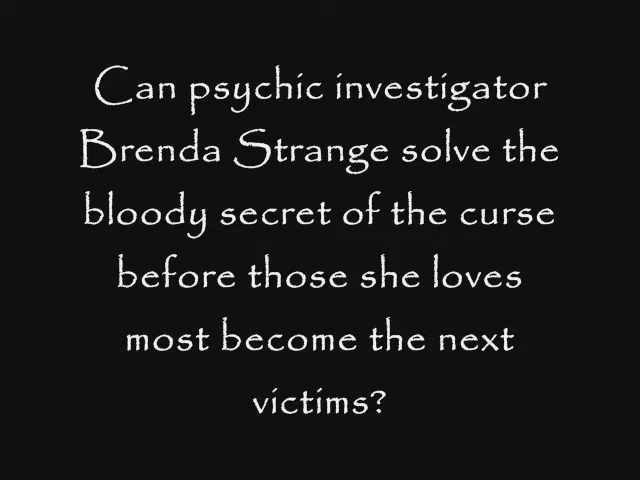 Can psychic investigator
Brenda Strange solve the
bloody secret of the curse
before those she loves
most become the next
victims?